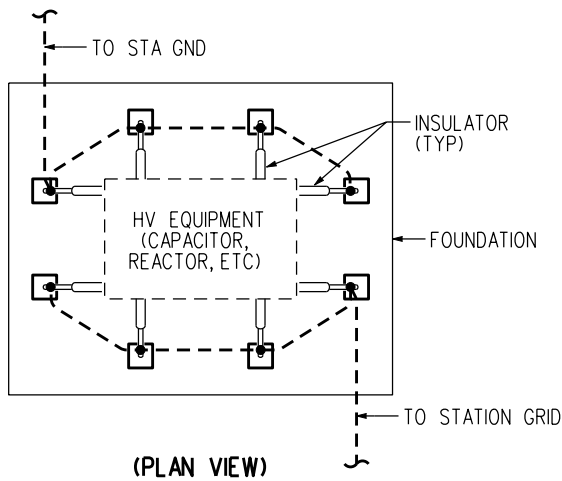 TO STA GND
INSULATOR
(TYP)
HV EQUIPMENT
(CAPACITOR,
REACTOR, ETC)
FOUNDATION
TO STATION GRID
(PLAN VIEW)